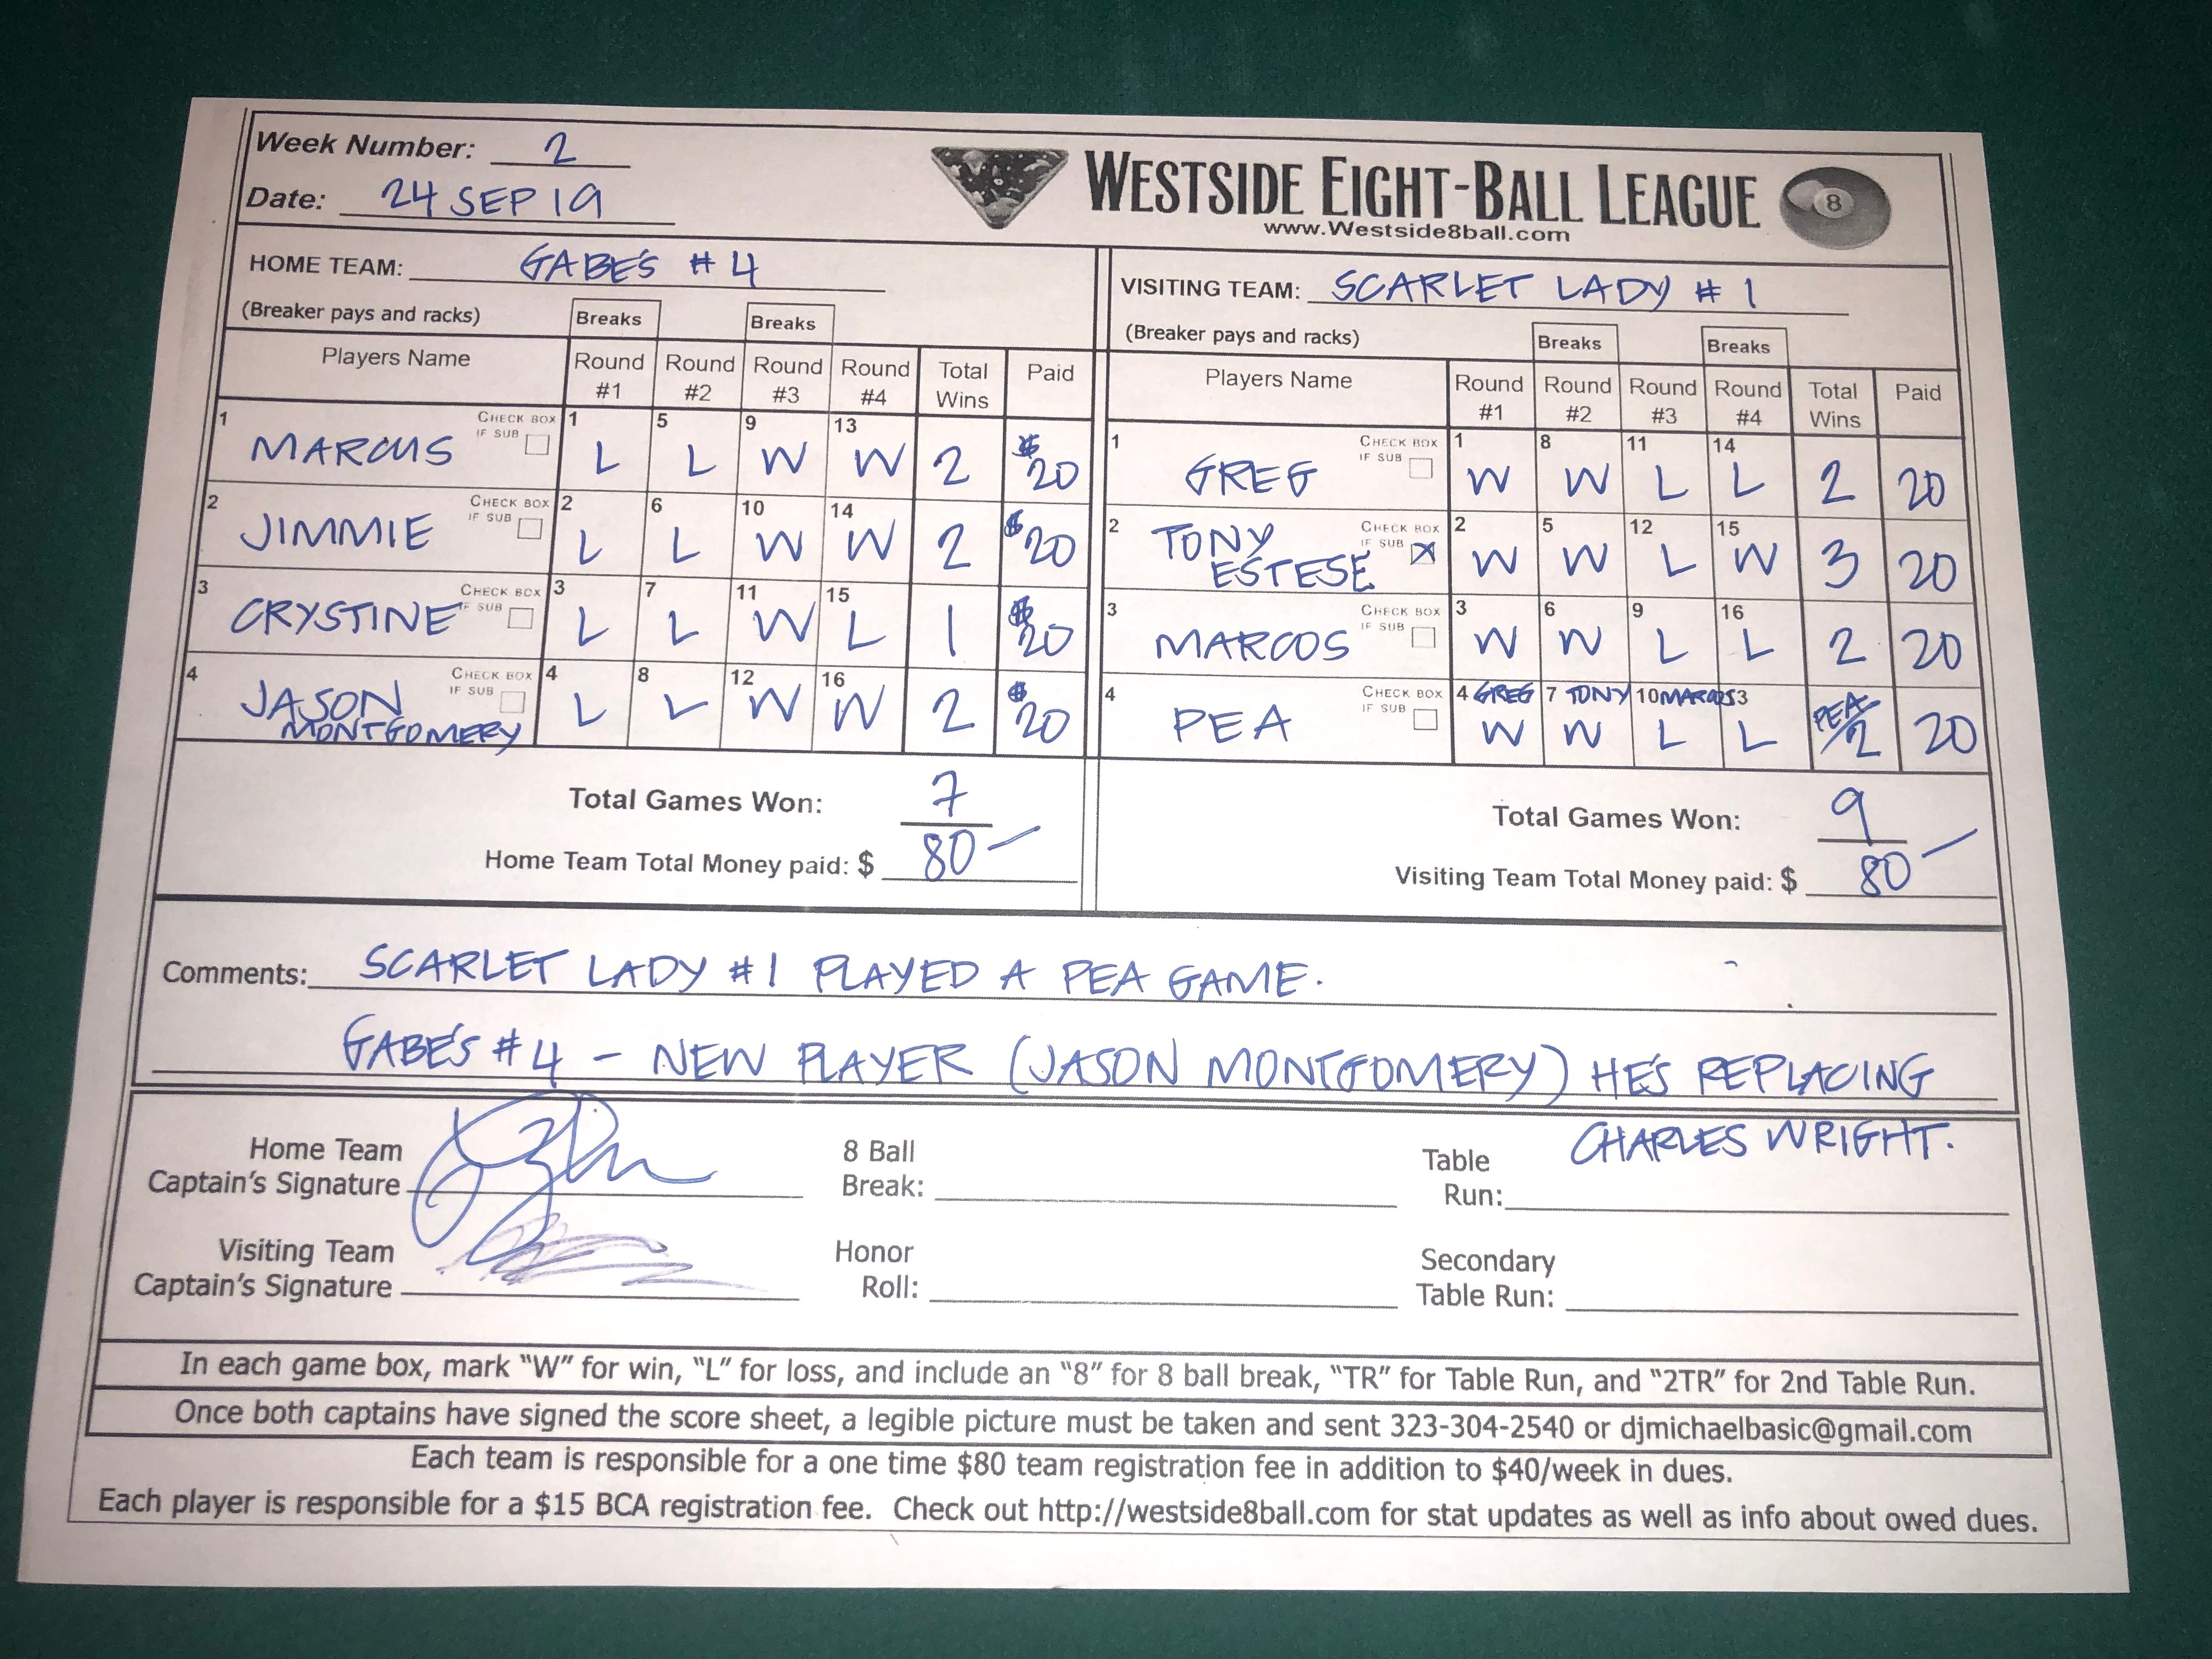 Week Number: 2
Date: 24 SEP 19
WESTSIDE EIGHT-BALL LEAGUE
www.Westside8ball.com
8
HOME TEAM: GABE'S #4
(Breaker pays and racks) Breaks Breaks
Players Name Round #1 Round #2 Round #3 Round #4 Total Wins Paid
1 MARCUS CHECK BOX IF SUB 1 L 5 L 9 W 13 W 2 $20
2 JIMMIE CHECK BOX IF SUB 2 L 6 L 10 W 14 W 2 $20
3 CRYSTINE CHECK BOX IF SUB 3 L 7 L 11 W 15 L 1 $20
4 JASON MONTGOMERY CHECK BOX IF SUB 4 L 8 L 12 W 16 W 2 $20
Total Games Won: 7
Home Team Total Money paid: $ 80 —
VISITING TEAM: SCARLET LADY #1
(Breaker pays and racks) Breaks Breaks
Players Name Round #1 Round #2 Round #3 Round #4 Total Wins Paid
1 GREG CHECK BOX IF SUB 1 W 8 W 11 L 14 L 2 20
2 TONY ESTESE CHECK BOX IF SUB X 2 W 5 W 12 L 15 W 3 20
3 MARCOS CHECK BOX IF SUB 3 W 6 W 9 L 16 L 2 20
4 PEA CHECK BOX IF SUB 4 GREG W 7 TONY W 10 MARCOS L 13 L PEA/2 20
Total Games Won: 9
Visiting Team Total Money paid: $ 80 —
Comments: SCARLET LADY #1 PLAYED A PEA GAME.
GABE'S #4 - NEW PLAYER (JASON MONTGOMERY) HE'S REPLACING
CHARLES WRIGHT.
Home Team Captain's Signature
8 Ball Break:
Table Run:
Visiting Team Captain's Signature
Honor Roll:
Secondary Table Run:
In each game box, mark "W" for win, "L" for loss, and include an "8" for 8 ball break, "TR" for Table Run, and "2TR" for 2nd Table Run.
Once both captains have signed the score sheet, a legible picture must be taken and sent 323-304-2540 or djmichaelbasic@gmail.com
Each team is responsible for a one time $80 team registration fee in addition to $40/week in dues.
Each player is responsible for a $15 BCA registration fee. Check out http://westside8ball.com for stat updates as well as info about owed dues.